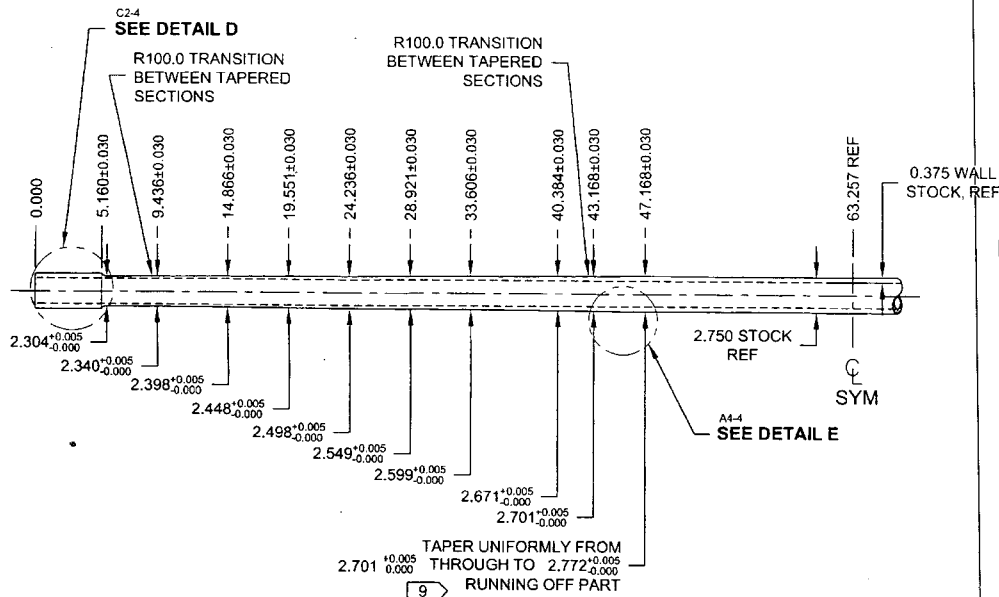 C2-4
SEE DETAIL D
R100.0 TRANSITION
BETWEEN TAPERED
SECTIONS
R100.0 TRANSITION
BETWEEN TAPERED
SECTIONS
0.000
5.160±0.030
9.436±0.030
14.866±0.030
19.551±0.030
24.236±0.030
28.921±0.030
33.606±0.030
40.384±0.030
43.168±0.030
47.168±0.030
63.257 REF
0.375 WALL
STOCK, REF
2.304 +0.005 -0.000
2.340 +0.005 -0.000
2.398 +0.005 -0.000
2.448 +0.005 -0.000
2.498 +0.005 -0.000
2.549 +0.005 -0.000
2.599 +0.005 -0.000
2.671 +0.005 -0.000
2.701 +0.005 -0.000
2.750 STOCK
REF
CL
SYM
A4-4
SEE DETAIL E
TAPER UNIFORMLY FROM
2.701 +0.005 0.000 THROUGH TO 2.772 +0.005 -0.000
RUNNING OFF PART
9